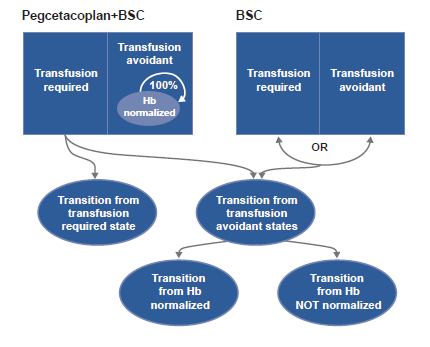 Pegcetacoplan+BSC
BSC
Transfusion
required
Transfusion
avoidant
100%
Hb
normalized
Transfusion
required
Transfusion
avoidant
OR
Transition from
transfusion
required state
Transition from
transfusion
avoidant states
Transition
from Hb
normalized
Transition
from Hb
NOT normalized